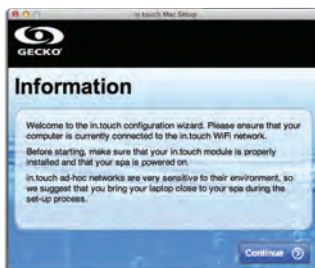 in.touch Mac Setup
GECKO
Information
Welcome to the in.touch configuration wizard. Please ensure that your
computer is currently connected to the in.touch WiFi network.
Before starting, make sure that your in.touch module is properly
installed and that your spa is powered on.
in.touch ad-hoc networks are very sensitive to their environment, so
we suggest that you bring your laptop close to your spa during the
set-up process.
Continue